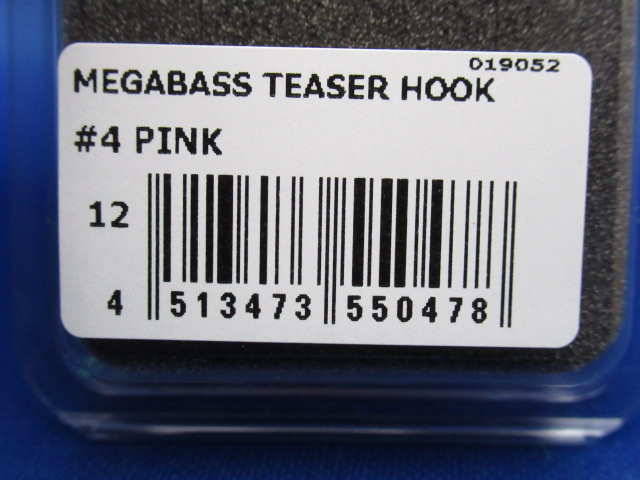 019052
MEGABASS TEASER HOOK
#4 PINK
12
4 513473 550478